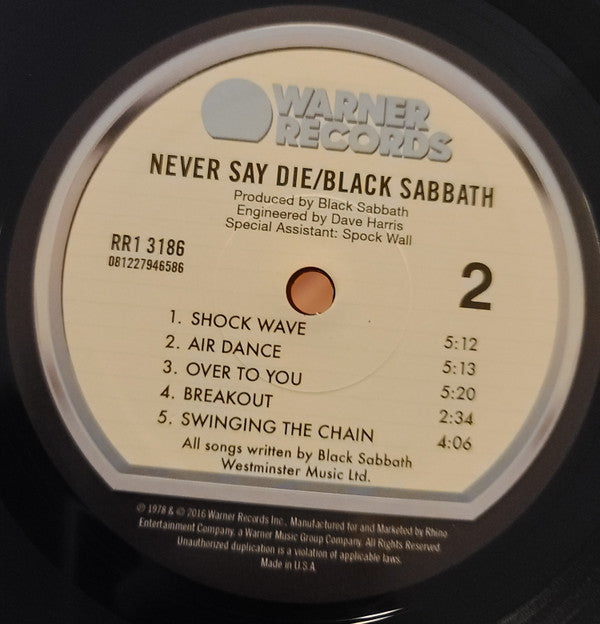 WARNER
RECORDS
NEVER SAY DIE/BLACK SABBATH
Produced by Black Sabbath
Engineered by Dave Harris
Special Assistant: Spock Wall
RR1 3186
081227946586
2
1. SHOCK WAVE 5:12
2. AIR DANCE 5:13
3. OVER TO YOU 5:20
4. BREAKOUT 2:34
5. SWINGING THE CHAIN 4:06
All songs written by Black Sabbath
Westminster Music Ltd.
℗ 1978 & © 2016 Warner Records Inc., Manufactured for and Marketed by Rhino
Entertainment Company, a Warner Music Group Company. All Rights Reserved.
Unauthorized duplication is a violation of applicable laws.
Made in U.S.A.